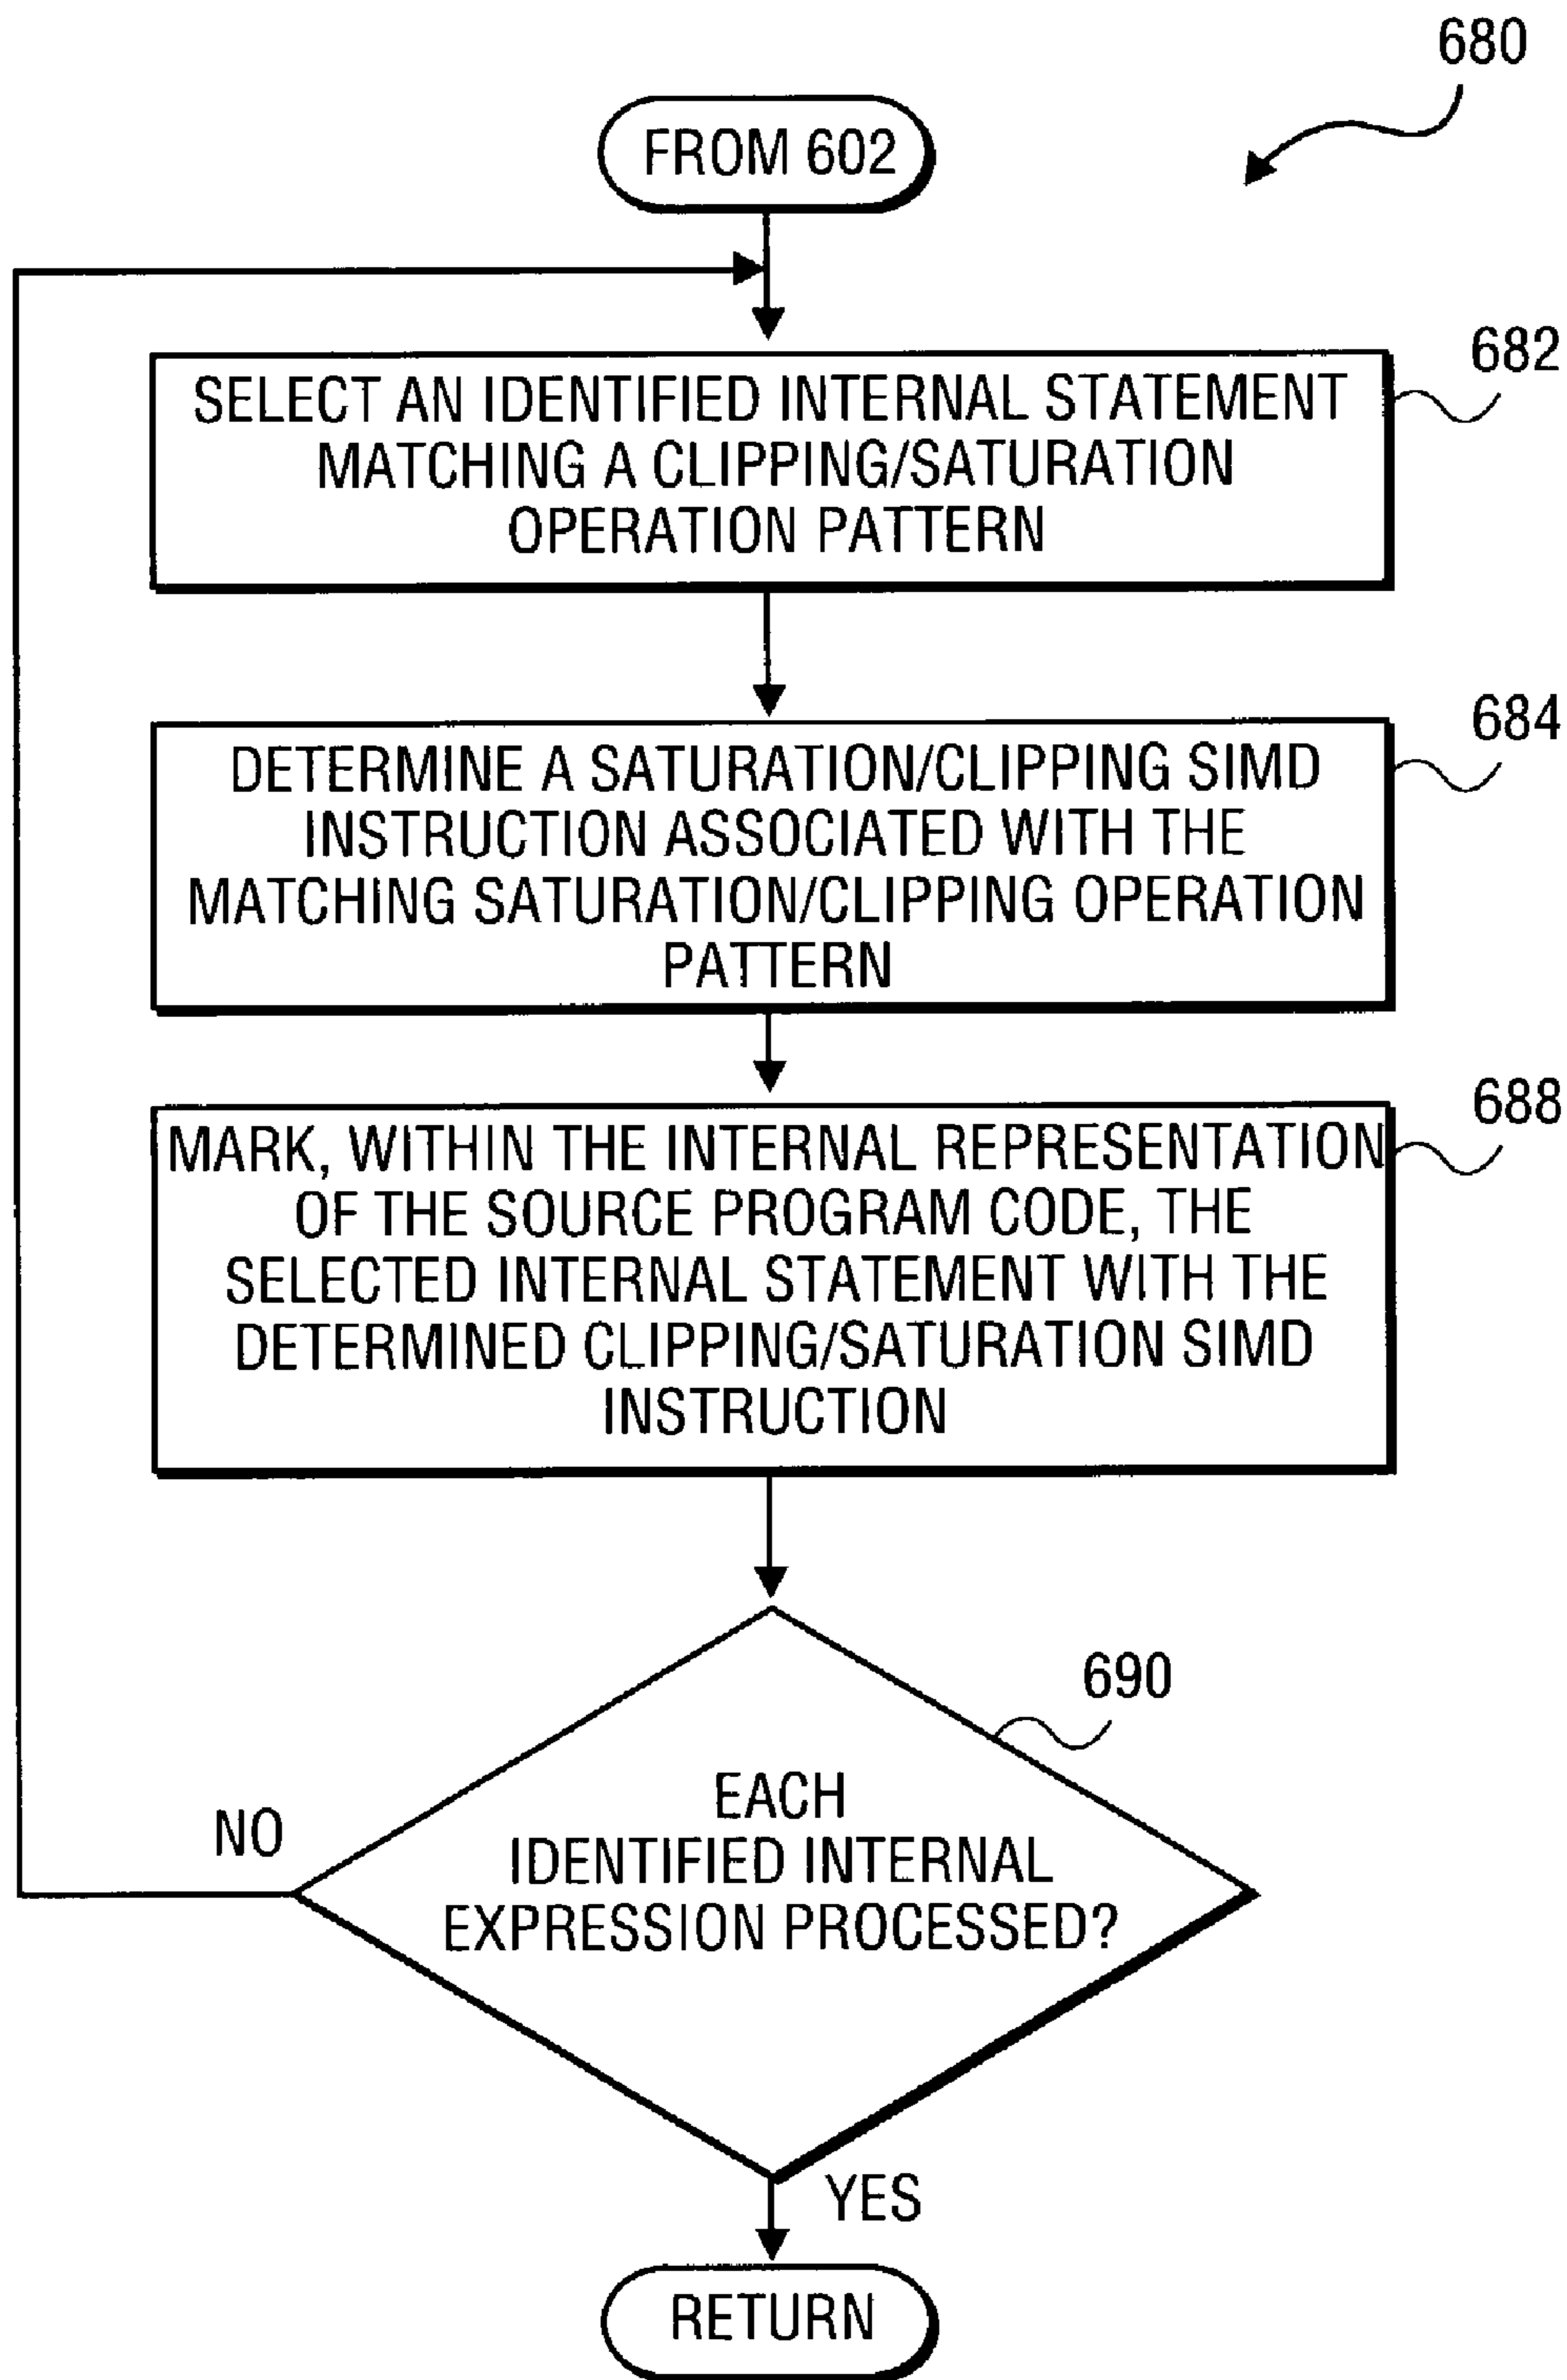 680
FROM 602
682
SELECT AN IDENTIFIED INTERNAL STATEMENT
MATCHING A CLIPPING/SATURATION
OPERATION PATTERN
684
DETERMINE A SATURATION/CLIPPING SIMD
INSTRUCTION ASSOCIATED WITH THE
MATCHING SATURATION/CLIPPING OPERATION
PATTERN
688
MARK, WITHIN THE INTERNAL REPRESENTATION
OF THE SOURCE PROGRAM CODE, THE
SELECTED INTERNAL STATEMENT WITH THE
DETERMINED CLIPPING/SATURATION SIMD
INSTRUCTION
690
EACH
IDENTIFIED INTERNAL
EXPRESSION PROCESSED?
NO
YES
RETURN